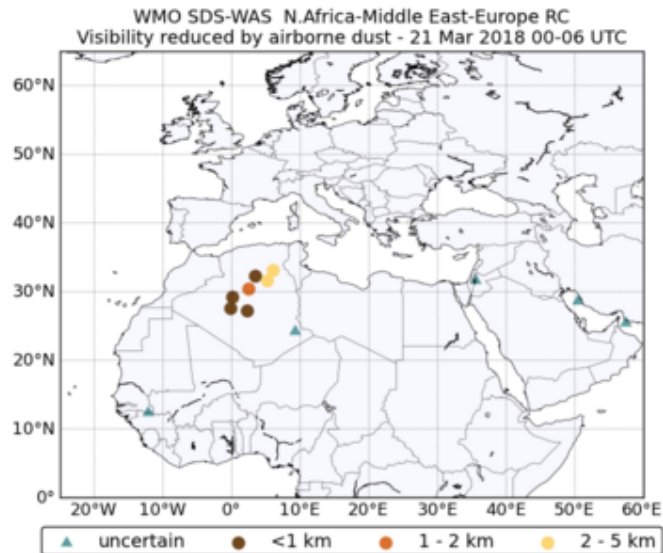 WMO SDS-WAS N.Africa-Middle East-Europe RC
Visibility reduced by airborne dust - 21 Mar 2018 00-06 UTC
60°N
50°N
40°N
30°N
20°N
10°N
0°
20°W 10°W 0° 10°E 20°E 30°E 40°E 50°E 60°E
uncertain <1 km 1 - 2 km 2 - 5 km